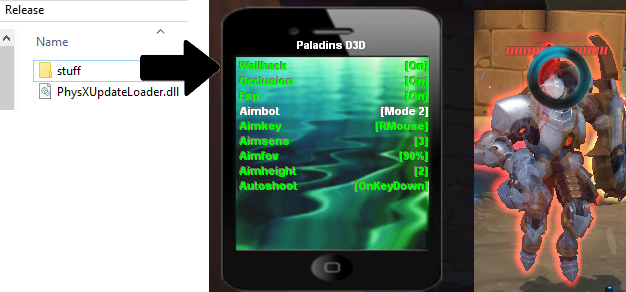 Release
Name
stuff
PhysXUpdateLoader.dll
Paladins D3D
Wallhack [On]
Occlusion [On]
Esp [On]
Aimbot [Mode 2]
Aimkey [RMouse]
Aimsens [3]
Aimfov [90%]
Aimheight [2]
Autoshoot [OnKeyDown]